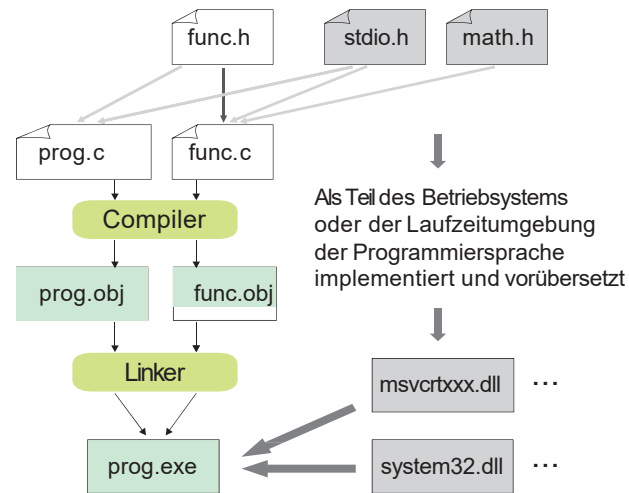 func.h
stdio.h
math.h
prog.c
func.c
Compiler
Als Teil des Betriebsystems
oder der Laufzeitumgebung
der Programmiersprache
implementiert und vorübersetzt
prog.obj
func.obj
Linker
msvcrtxxx.dll ...
prog.exe
system32.dll ...